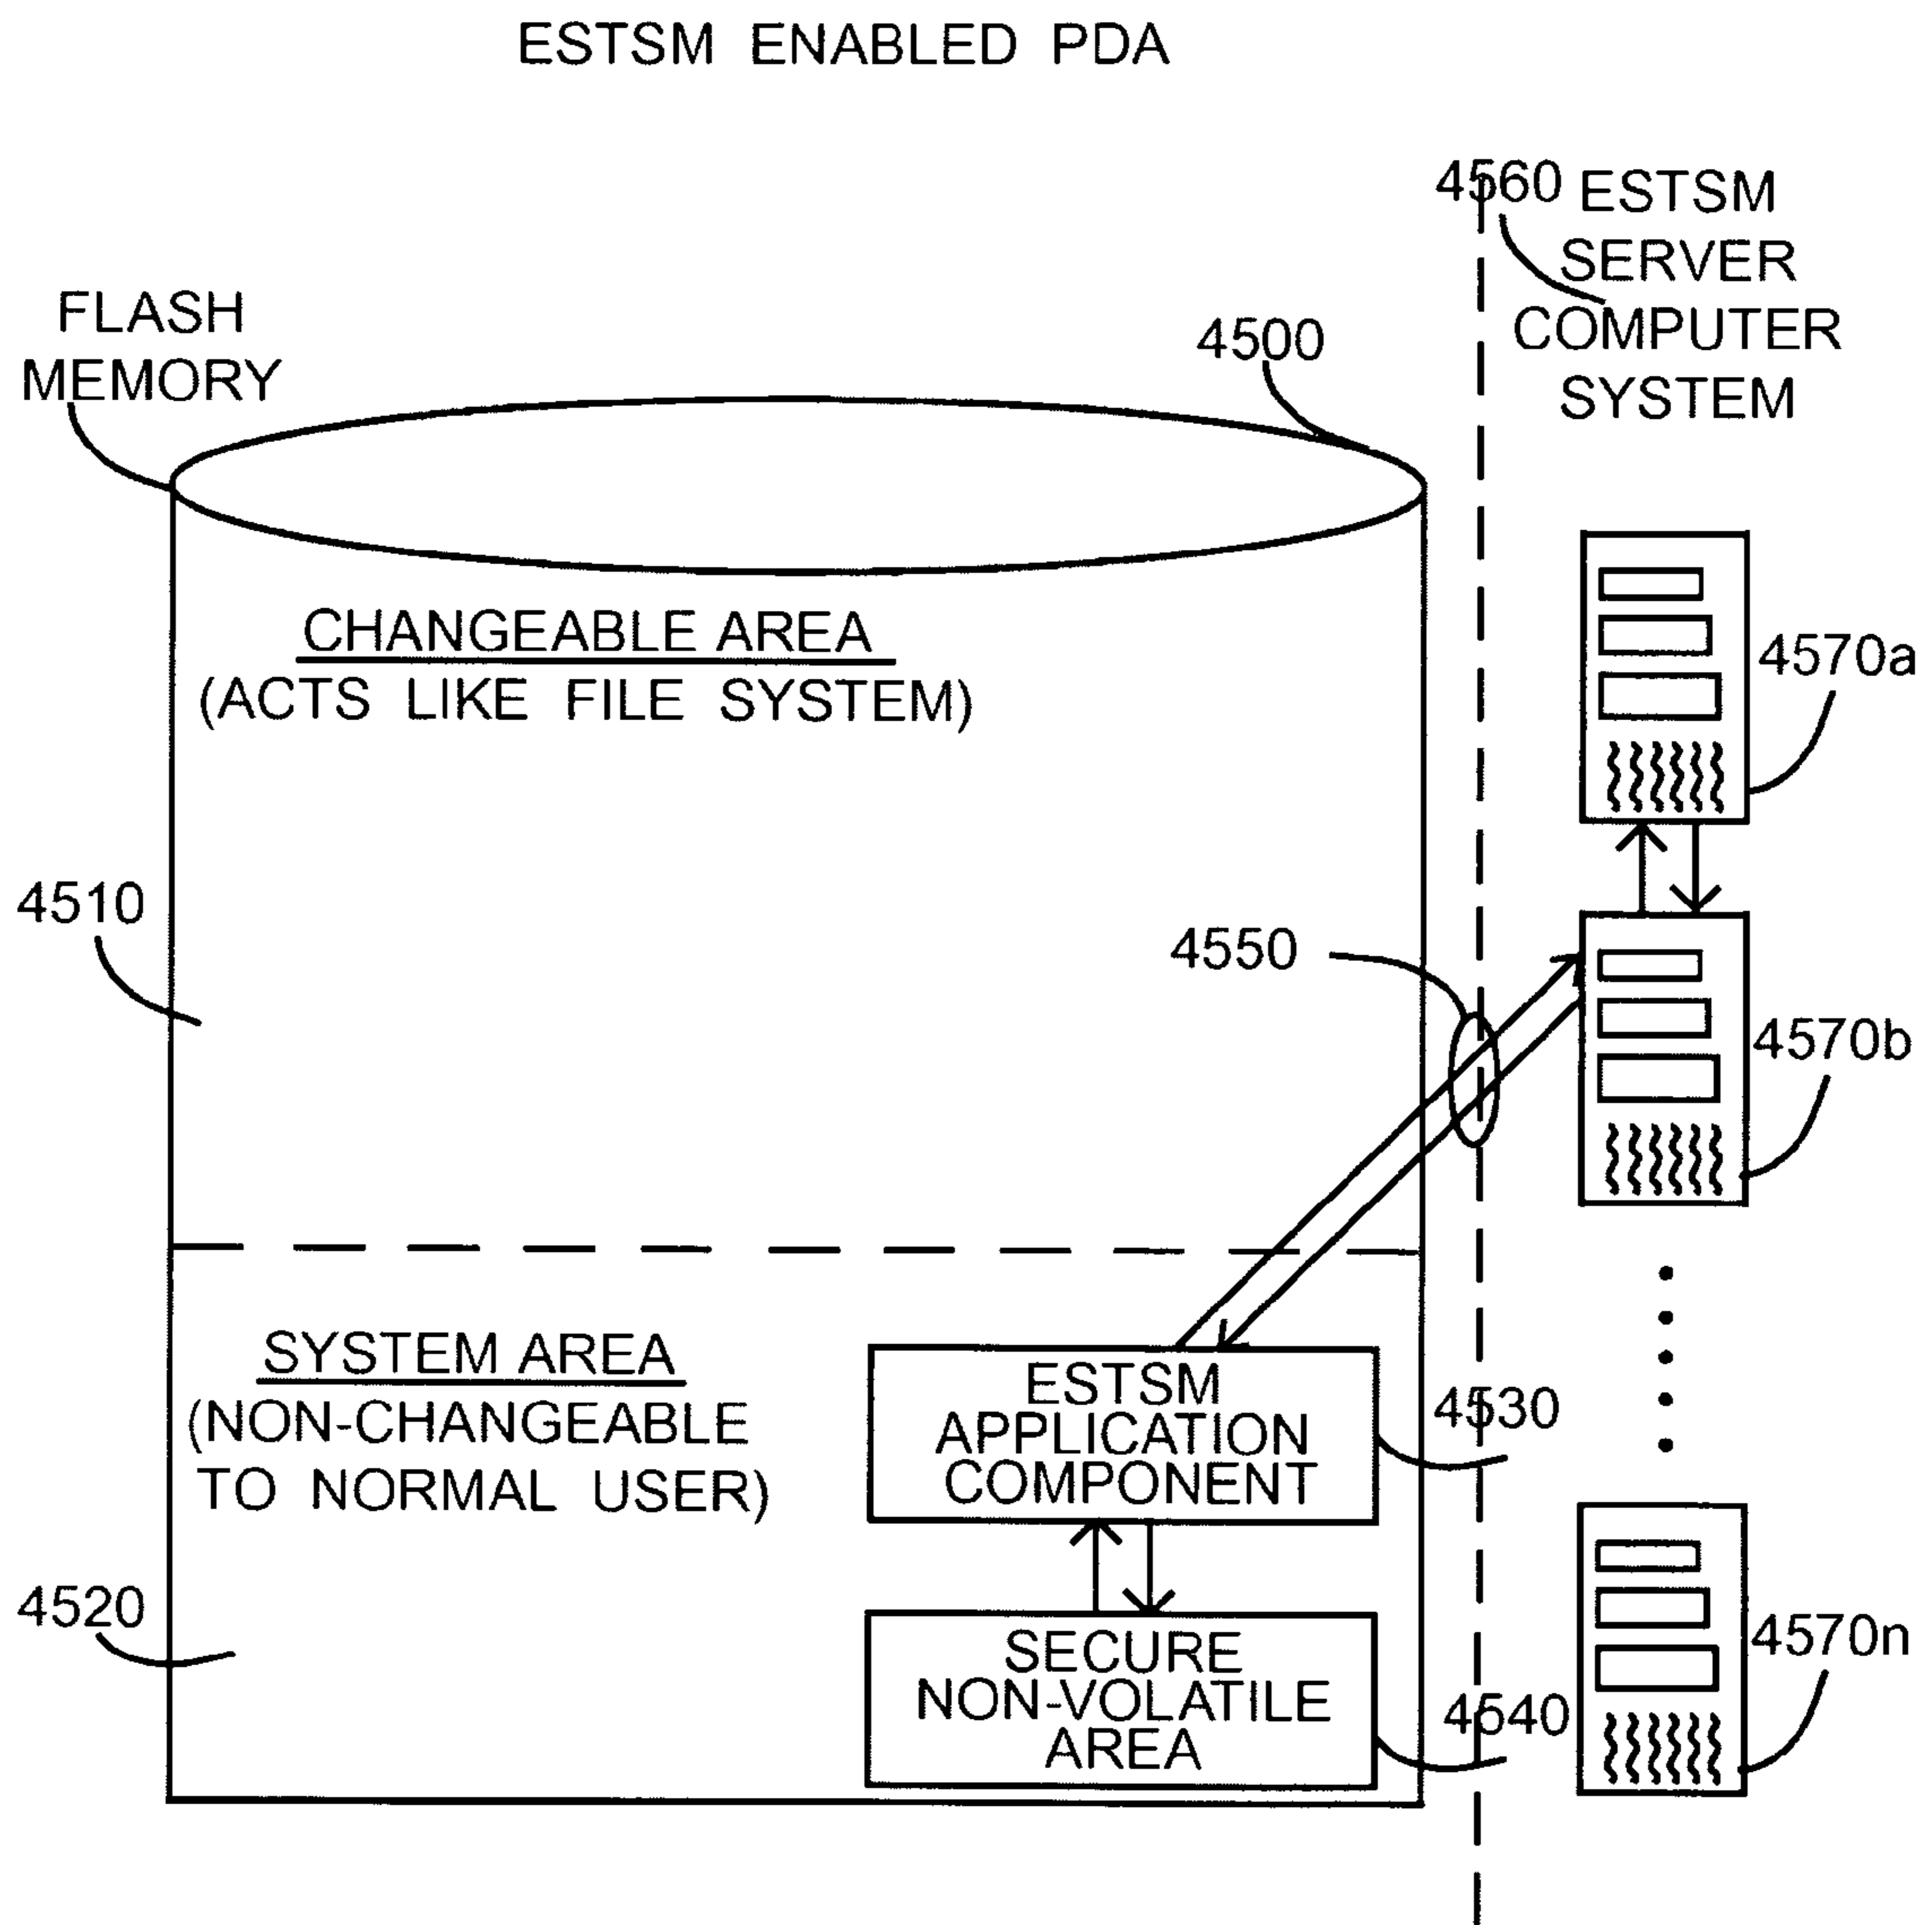 ESTSM ENABLED PDA
4560
ESTSM
SERVER
COMPUTER
SYSTEM
FLASH
MEMORY
4500
CHANGEABLE AREA
(ACTS LIKE FILE SYSTEM)
4570a
4510
4550
4570b
SYSTEM AREA
(NON-CHANGEABLE
TO NORMAL USER)
ESTSM
APPLICATION
COMPONENT
4530
4520
SECURE
NON-VOLATILE
AREA
4540
4570n